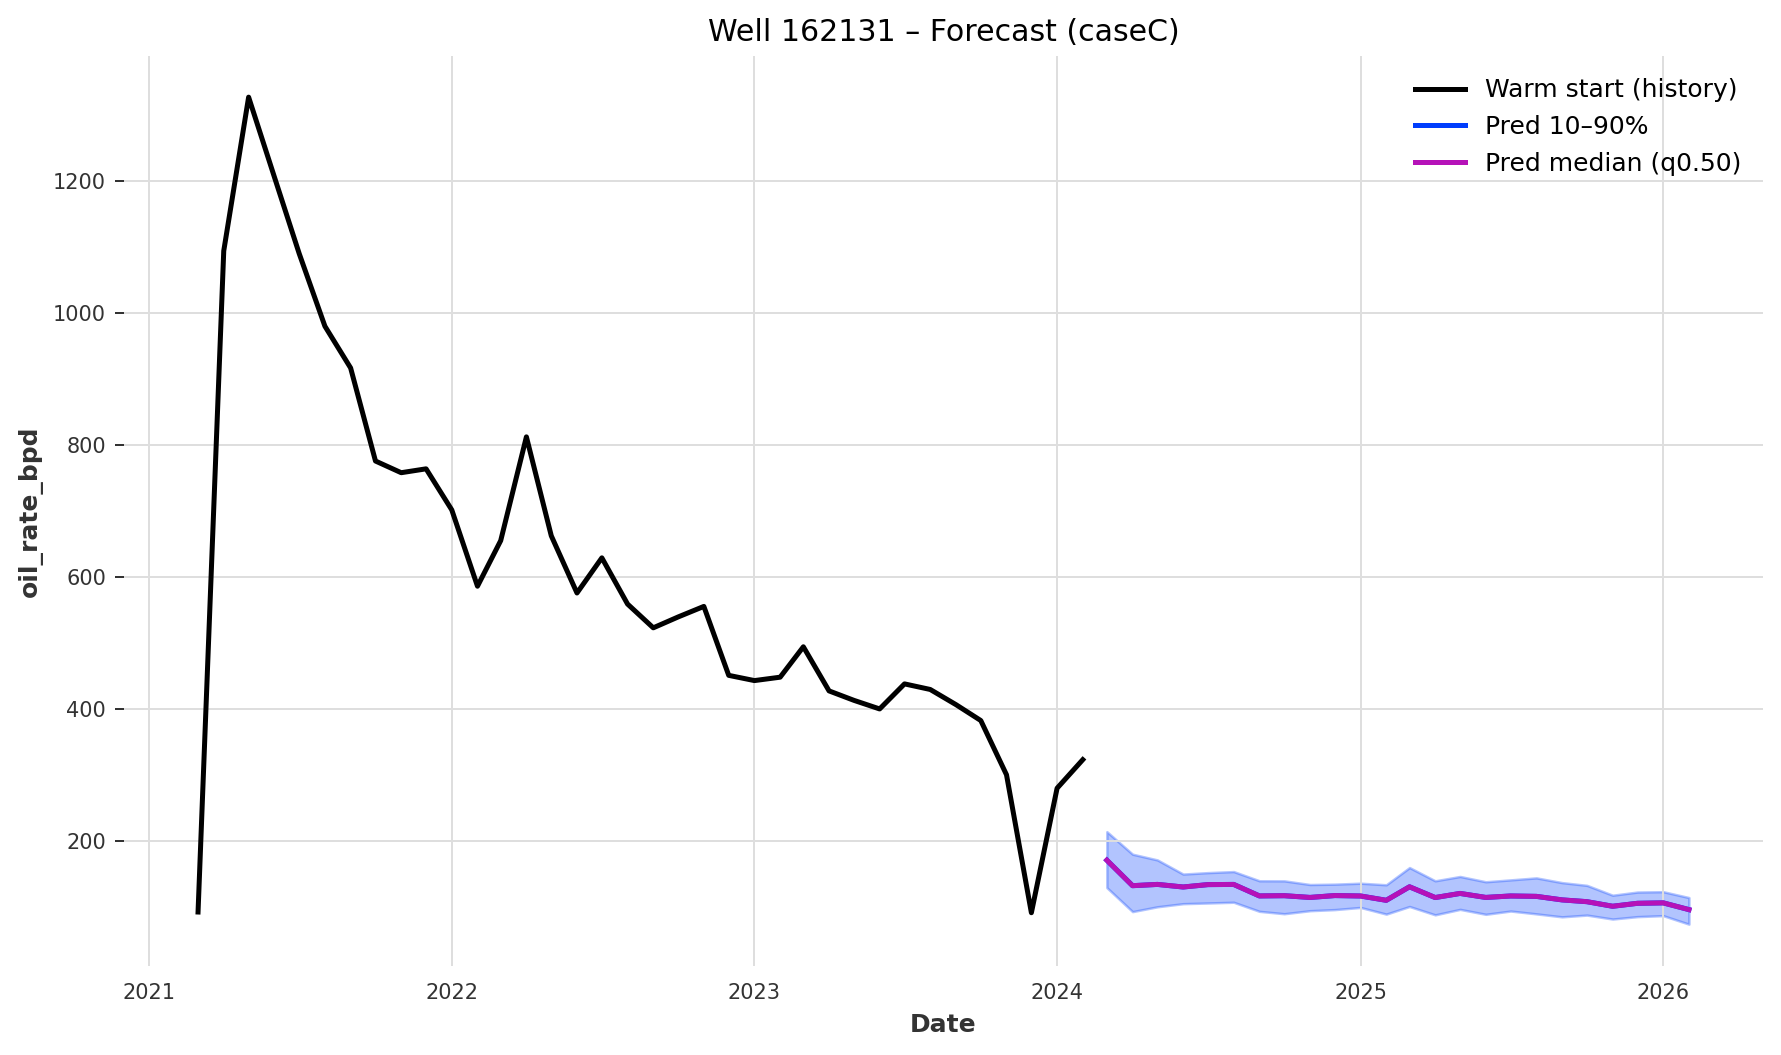 Well 162131 – Forecast (caseC)
Warm start (history)
Pred 10–90%
Pred median (q0.50)
oil_rate_bpd
1200
1000
800
600
400
200
2021 2022 2023 2024 2025 2026
Date